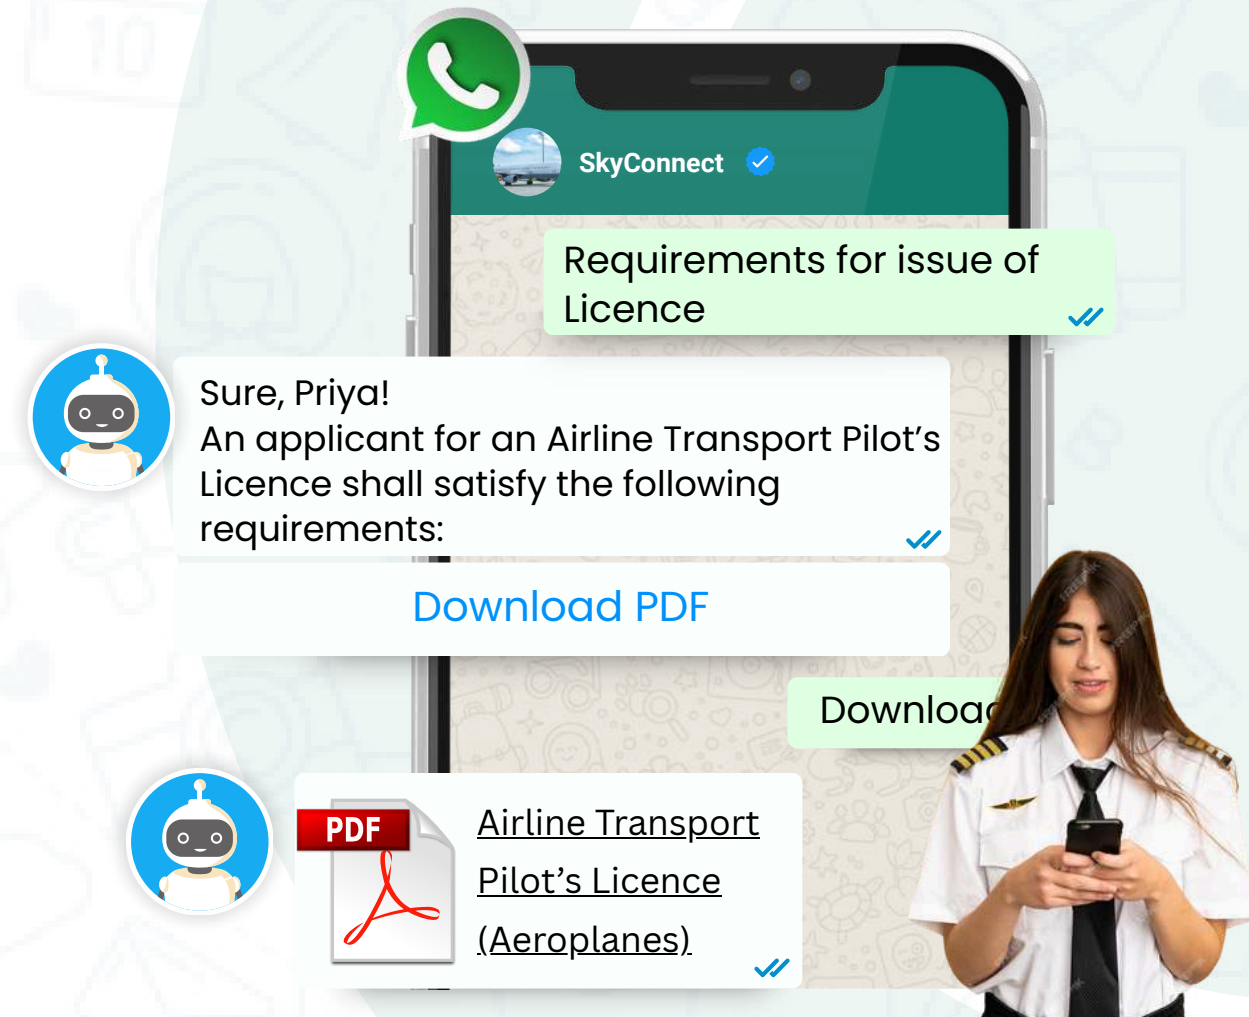 SkyConnect
Requirements for issue of
Licence
Sure, Priya!
An applicant for an Airline Transport Pilot’s
Licence shall satisfy the following
requirements:
Download PDF
Download
PDF
Airline Transport
Pilot’s Licence
(Aeroplanes)